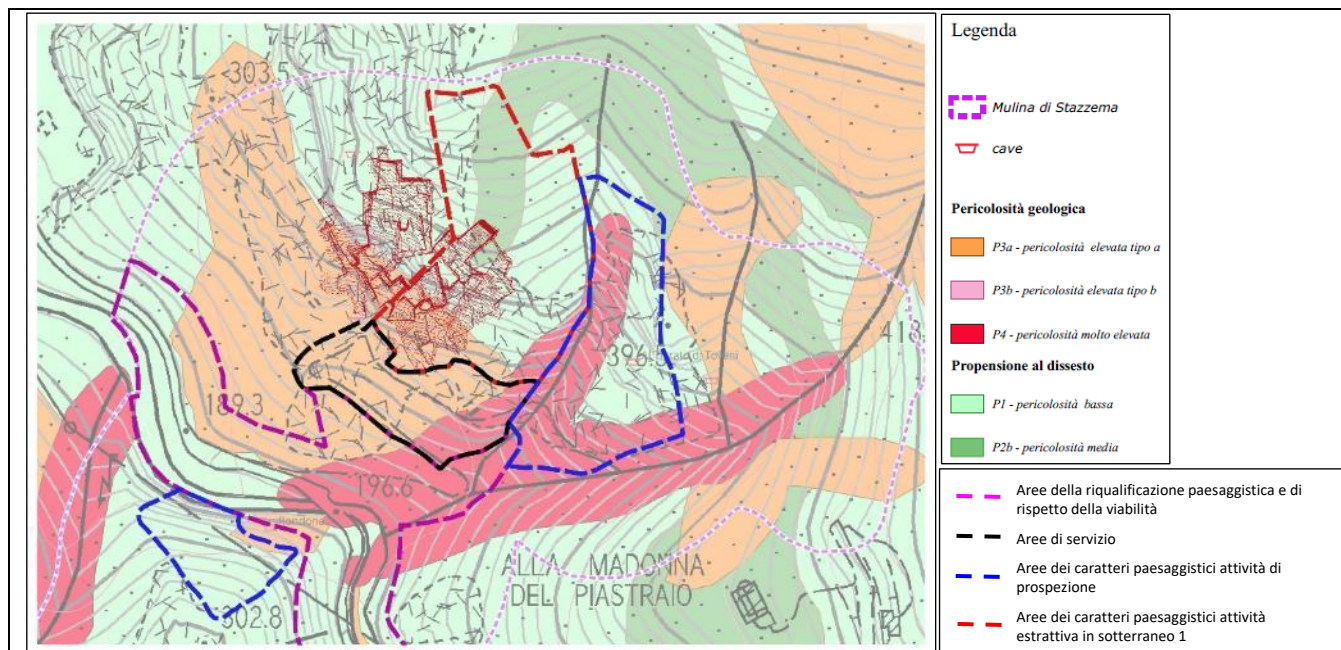 303.5
396.5
418
189.3
196.6
ALLA MADONNA
DEL PIASTRAIO
302.8
Legenda
Mulina di Stazzema
cave
Pericolosità geologica
P3a - pericolosità elevata tipo a
P3b - pericolosità elevata tipo b
P4 - pericolosità molto elevata
Propensione al dissesto
P1 - pericolosità bassa
P2b - pericolosità media
Aree della riqualificazione paesaggistica e di
rispetto della viabilità
Aree di servizio
Aree dei caratteri paesaggistici attività di
prospezione
Aree dei caratteri paesaggistici attività
estrattiva in sotterraneo 1